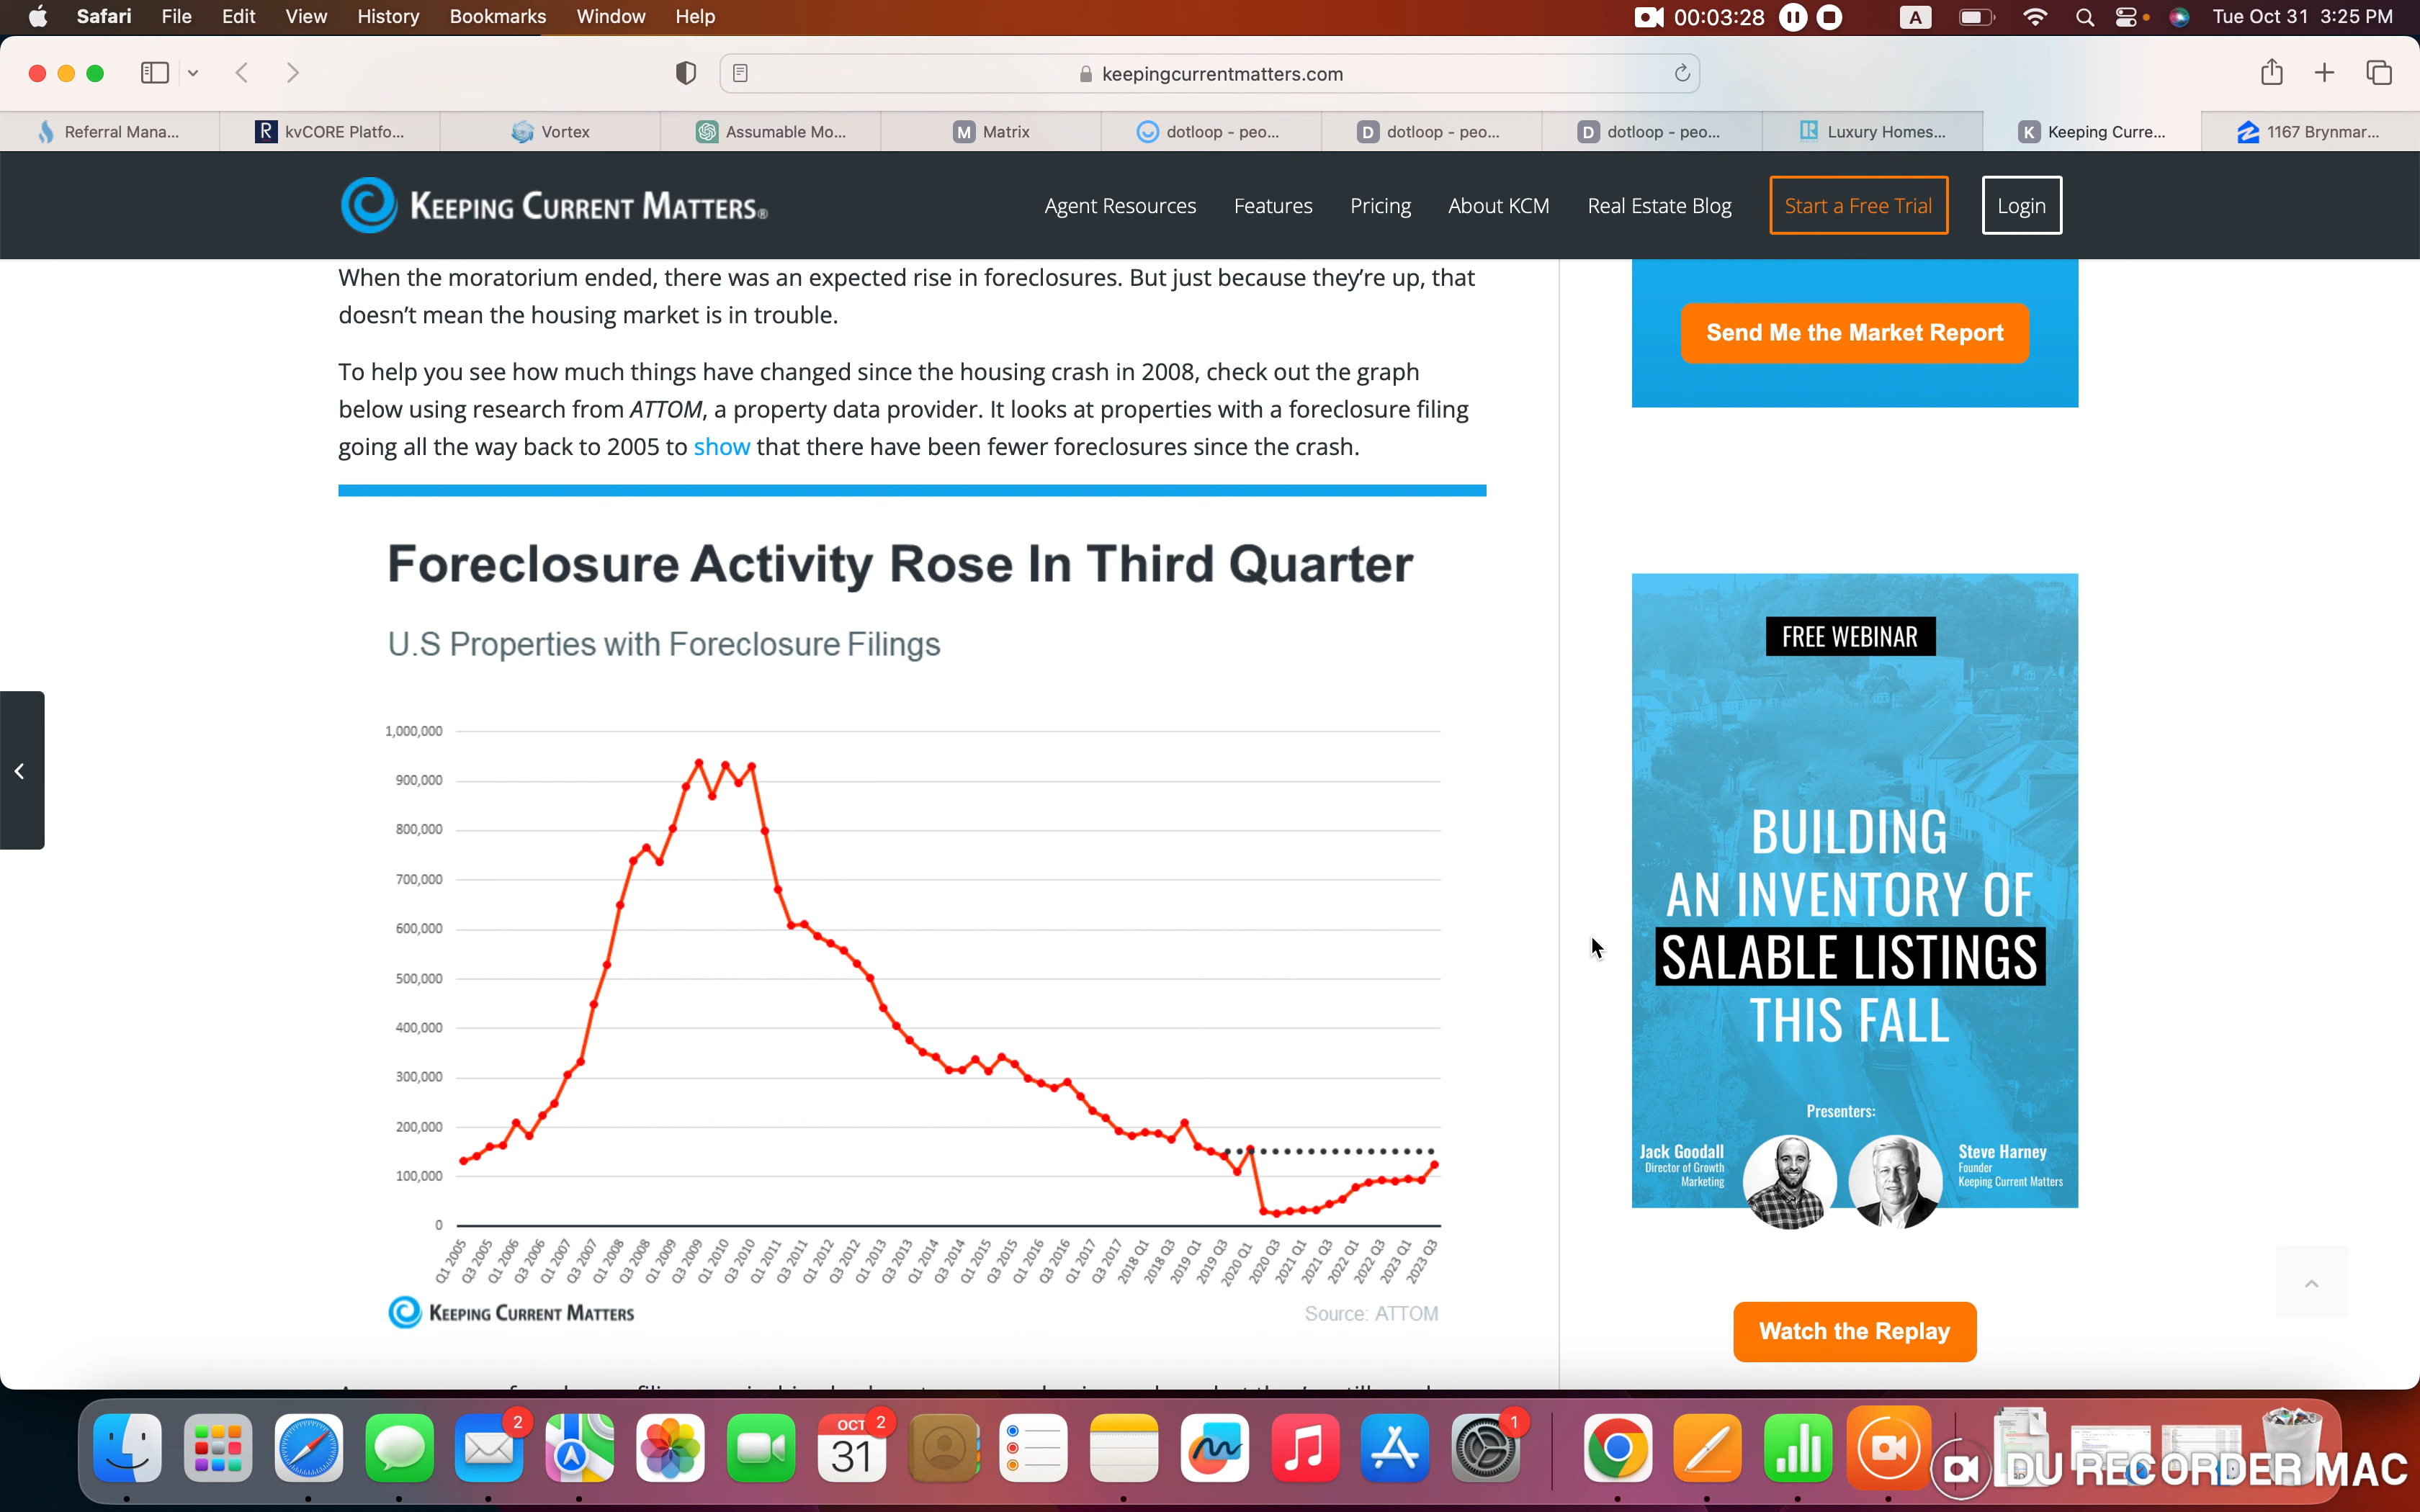 Safari File Edit View History Bookmarks Window Help
00:03:28
A
Tue Oct 31 3:25 PM
keepingcurrentmatters.com
Referral Mana...
R kvCORE Platfo...
Vortex
Assumable Mo...
M Matrix
dotloop - peo...
D dotloop - peo...
D dotloop - peo...
Luxury Homes...
K Keeping Curre...
1167 Brynmar...
KEEPING CURRENT MATTERS®
Agent Resources
Features
Pricing
About KCM
Real Estate Blog
Start a Free Trial
Login
When the moratorium ended, there was an expected rise in foreclosures. But just because they’re up, that
doesn’t mean the housing market is in trouble.
To help you see how much things have changed since the housing crash in 2008, check out the graph
below using research from ATTOM, a property data provider. It looks at properties with a foreclosure filing
going all the way back to 2005 to show that there have been fewer foreclosures since the crash.
Foreclosure Activity Rose In Third Quarter
U.S Properties with Foreclosure Filings
1,000,000
900,000
800,000
700,000
600,000
500,000
400,000
300,000
200,000
100,000
0
Q1 2005
Q3 2005
Q1 2006
Q3 2006
Q1 2007
Q3 2007
Q1 2008
Q3 2008
Q1 2009
Q3 2009
Q1 2010
Q3 2010
Q1 2011
Q3 2011
Q1 2012
Q3 2012
Q1 2013
Q3 2013
Q1 2014
Q3 2014
Q1 2015
Q3 2015
Q1 2016
Q3 2016
Q1 2017
Q3 2017
2018 Q1
2018 Q3
2019 Q1
2019 Q3
2020 Q1
2020 Q3
2021 Q1
2021 Q3
2022 Q1
2022 Q3
2023 Q1
2023 Q3
KEEPING CURRENT MATTERS
Source: ATTOM
Send Me the Market Report
FREE WEBINAR
BUILDING
AN INVENTORY OF
SALABLE LISTINGS
THIS FALL
Presenters:
Jack Goodall
Director of Growth
Marketing
Steve Harney
Founder
Keeping Current Matters
Watch the Replay
2
OCT
31
2
1
DU RECORDER MAC